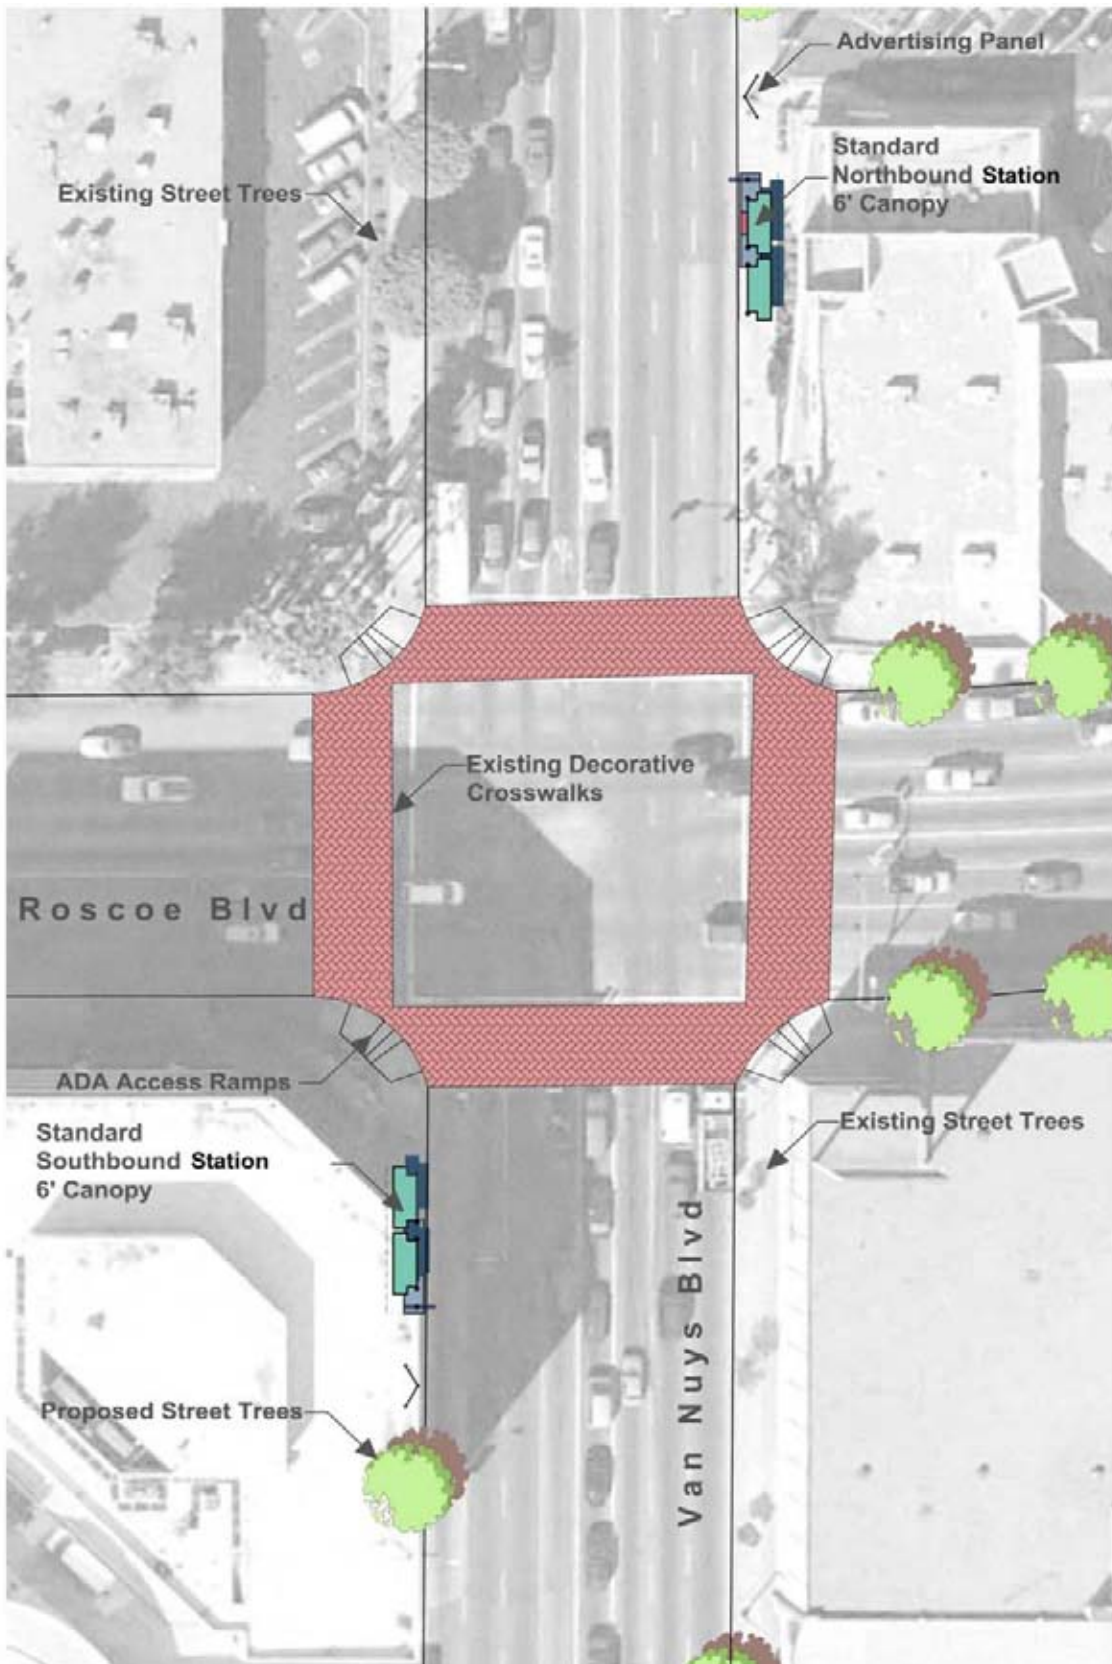 Advertising Panel
Standard
Northbound Station
6' Canopy
Existing Street Trees
Existing Decorative
Crosswalks
Roscoe Blvd
ADA Access Ramps
Standard
Southbound Station
6' Canopy
Existing Street Trees
Van Nuys Blvd
Proposed Street Trees